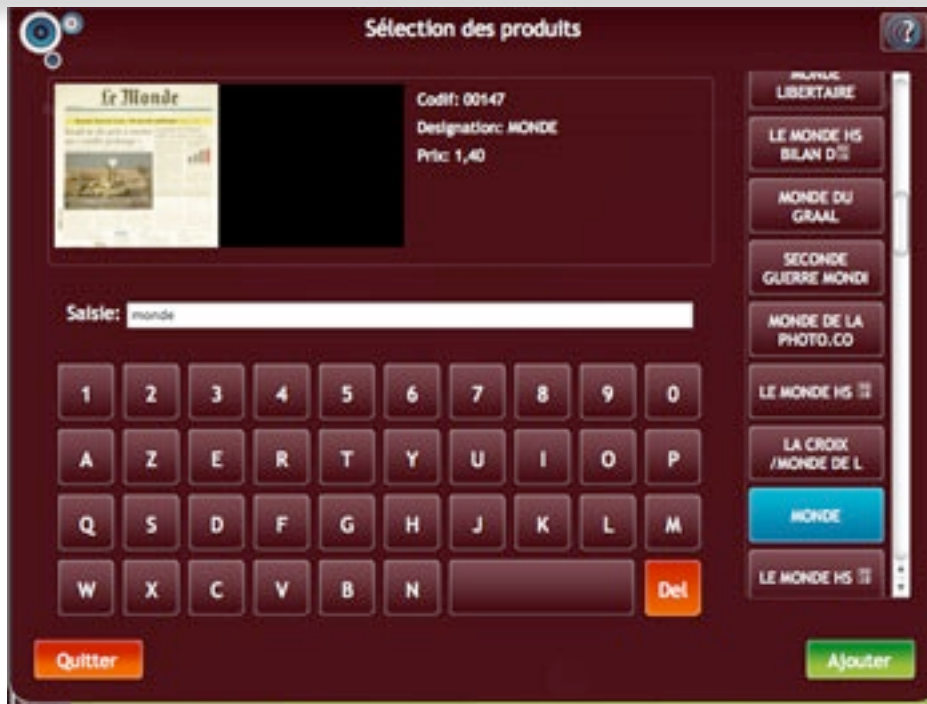 Sélection des produits
?
Le Monde
Codif: 00147
Designation: MONDE
Prix: 1,40
Saisie: monde
1 2 3 4 5 6 7 8 9 0
A Z E R T Y U I O P
Q S D F G H J K L M
W X C V B N Del
Quitter
MONDE
LIBERTAIRE
LE MONDE HS
BILAN D
MONDE DU
GRAAL
SECONDE
GUERRE MONDI
MONDE DE LA
PHOTO.CO
LE MONDE HS
LA CROIX
/MONDE DE L
MONDE
LE MONDE HS
Ajouter